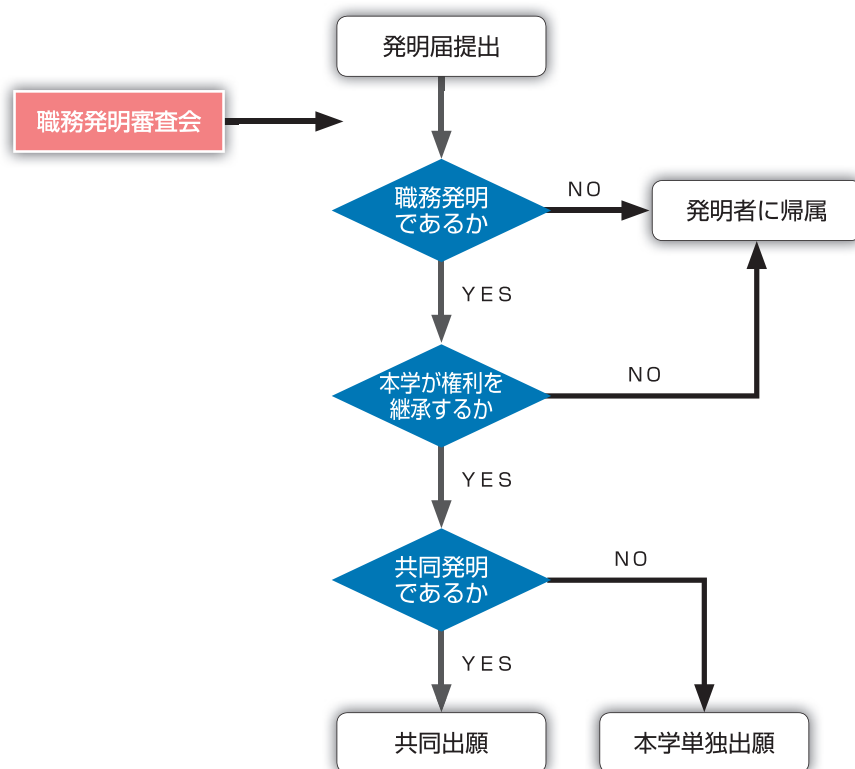 発明届提出
職務発明審査会
職務発明
であるか
NO
発明者に帰属
YES
本学が権利を
継承するか
NO
YES
共同発明
であるか
NO
YES
共同出願
本学単独出願